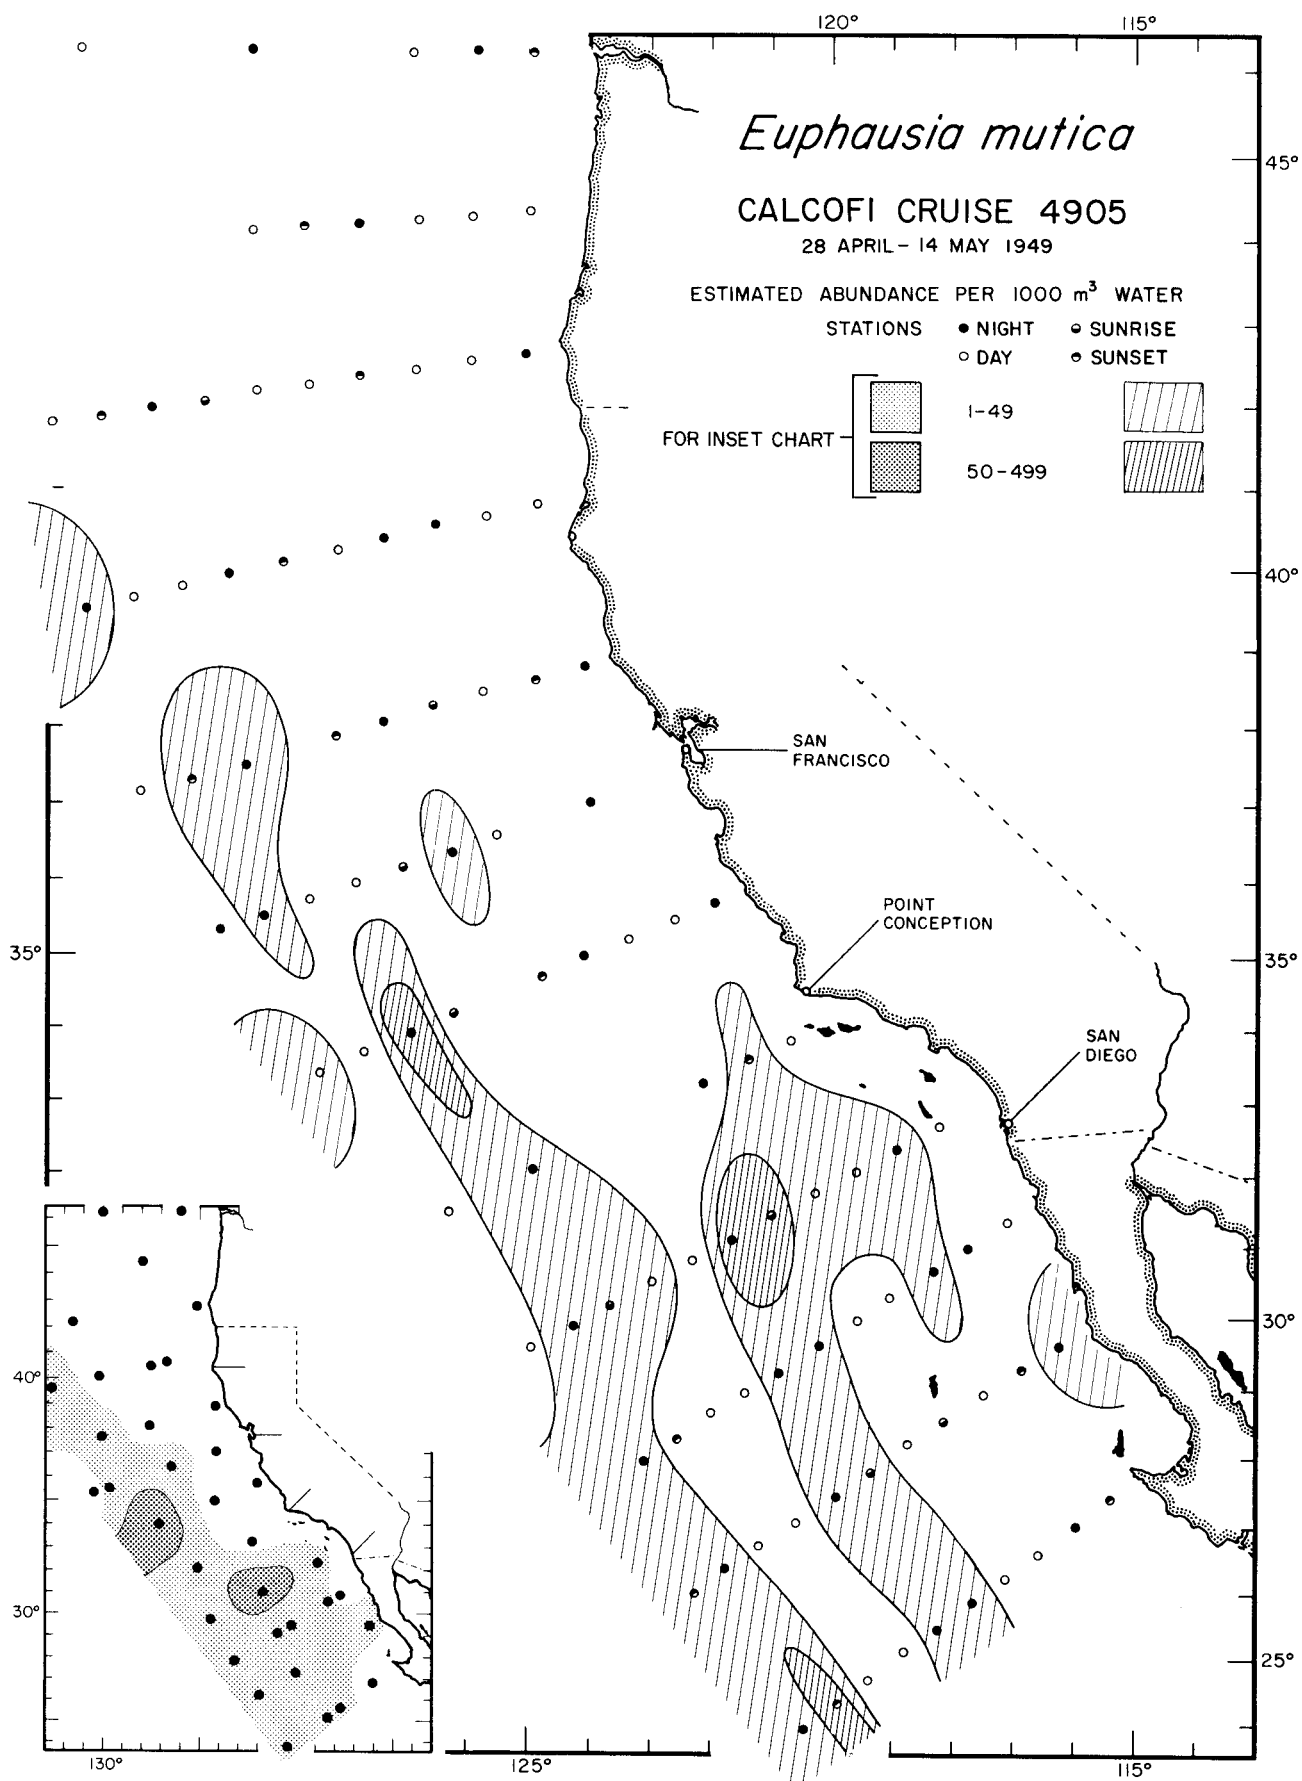 120° 115°
Euphausia mutica
45°
CALCOFI CRUISE 4905
28 APRIL – 14 MAY 1949
ESTIMATED ABUNDANCE PER 1000 m³ WATER
STATIONS ● NIGHT ◒ SUNRISE
○ DAY ◓ SUNSET
1-49
FOR INSET CHART
50-499
40°
SAN
FRANCISCO
POINT
CONCEPTION
35° 35°
SAN
DIEGO
30°
40°
30°
25°
130° 125° 115°